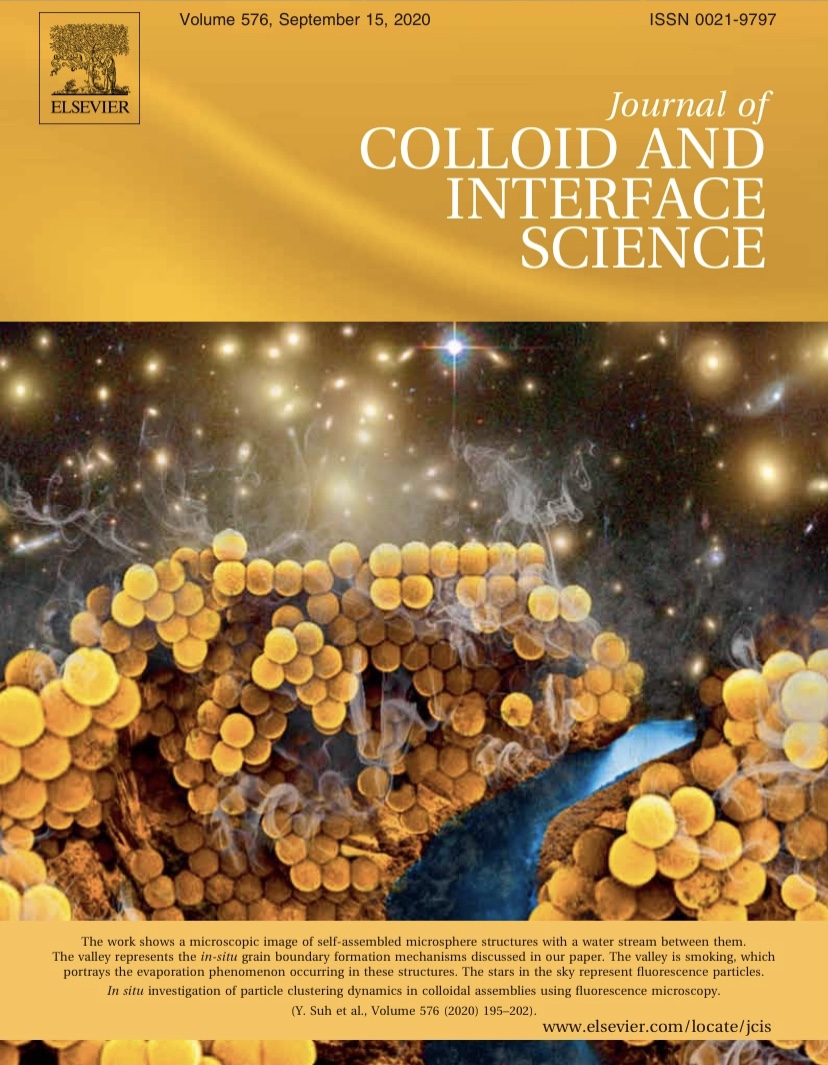 Volume 576, September 15, 2020
ISSN 0021-9797
ELSEVIER
Journal of
COLLOID AND
INTERFACE
SCIENCE
The work shows a microscopic image of self-assembled microsphere structures with a water stream between them.
The valley represents the in-situ grain boundary formation mechanisms discussed in our paper. The valley is smoking, which
portrays the evaporation phenomenon occurring in these structures. The stars in the sky represent fluorescence particles.
In situ investigation of particle clustering dynamics in colloidal assemblies using fluorescence microscopy.
(Y. Suh et al., Volume 576 (2020) 195–202).
www.elsevier.com/locate/jcis